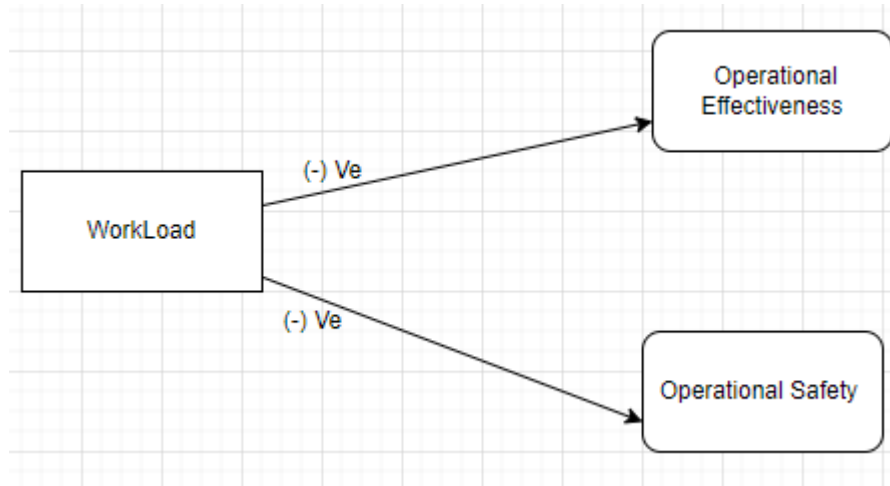 Operational
Effectiveness
(-) Ve
WorkLoad
(-) Ve
Operational Safety